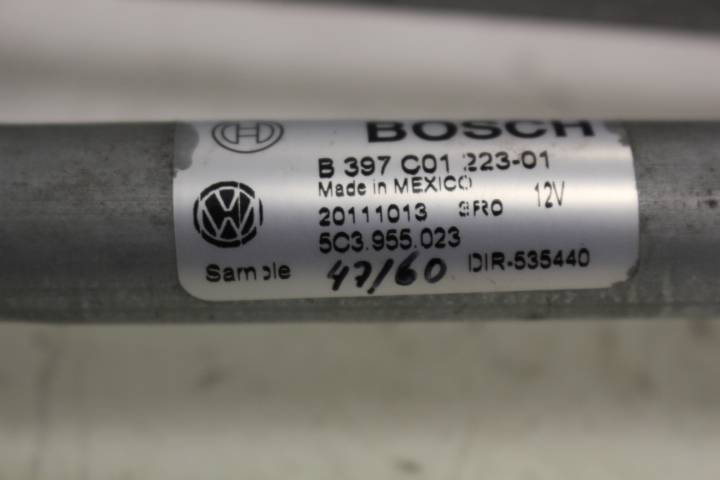 BOSCH
B 397 C01 223-01
Made in MEXICO 12V
20111013
5C3.955.023
Sample 47/60 DIR-535440